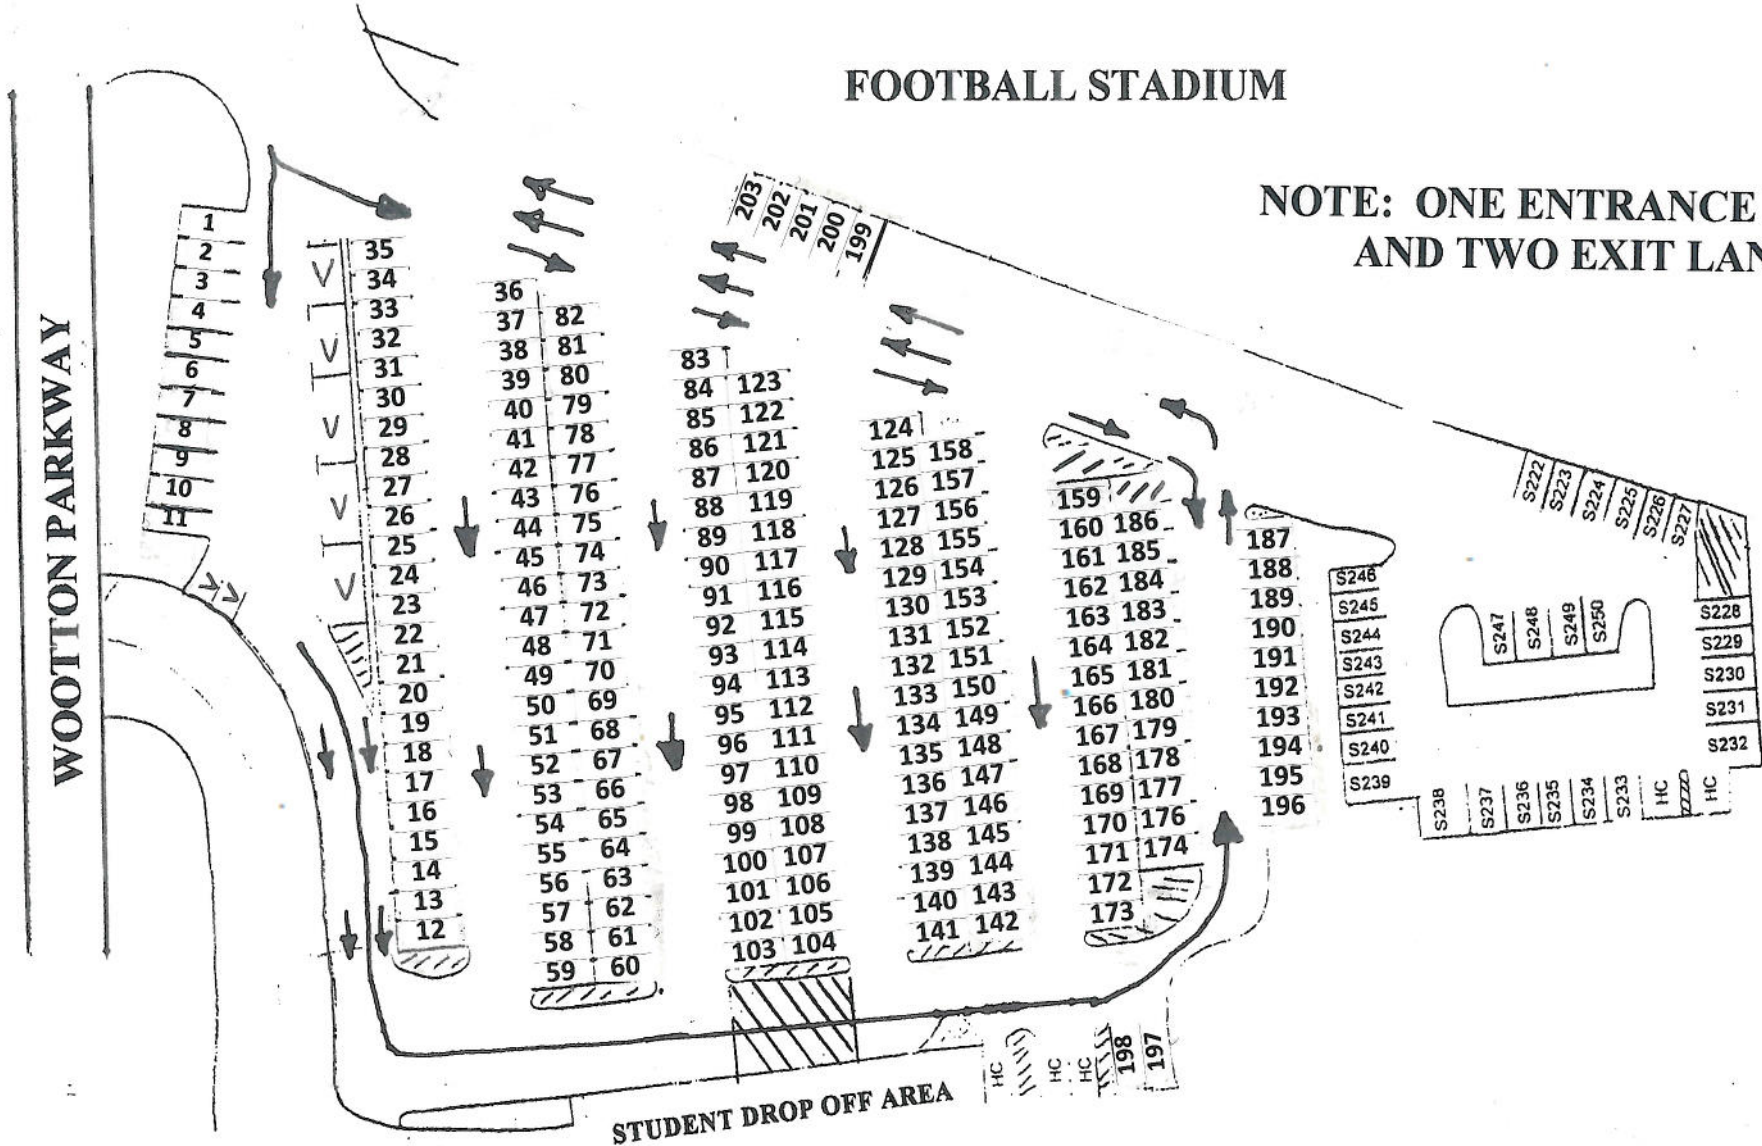 FOOTBALL STADIUM
NOTE: ONE ENTRANCE
AND TWO EXIT LAN
WOOTTON PARKWAY
1
2
3
4
5
6
7
8
9
10
11
V
V
V
V
V
V
V
35
34
33
32
31
30
29
28
27
26
25
24
23
22
21
20
19
18
17
16
15
14
13
12
36
37 82
38 81
39 80
40 79
41 78
42 77
43 76
44 75
45 74
46 73
47 72
48 71
49 70
50 69
51 68
52 67
53 66
54 65
55 64
56 63
57 62
58 61
59 60
203
202
201
200
199
83
84 123
85 122
86 121
87 120
88 119
89 118
90 117
91 116
92 115
93 114
94 113
95 112
96 111
97 110
98 109
99 108
100 107
101 106
102 105
103 104
124
125 158
126 157
127 156
128 155
129 154
130 153
131 152
132 151
133 150
134 149
135 148
136 147
137 146
138 145
139 144
140 143
141 142
159
160 186
161 185
162 184
163 183
164 182
165 181
166 180
167 179
168 178
169 177
170 176
171 174
172
173
187
188
189
190
191
192
193
194
195
196
S222
S223
S224
S225
S226
S227
S246
S245
S244
S243
S242
S241
S240
S239
S247
S248
S249
S250
S228
S229
S230
S231
S232
S238
S237
S236
S235
S234
S233
HC
HC
HC
HC
HC
198
197
STUDENT DROP OFF AREA